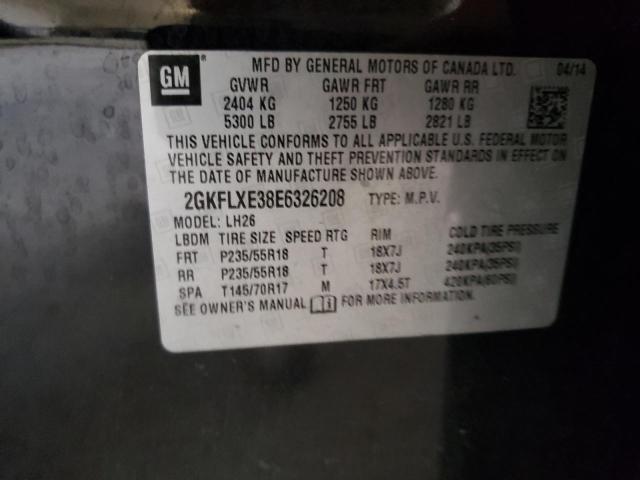 GM
MFD BY GENERAL MOTORS OF CANADA LTD. 04/14
GVWR GAWR FRT GAWR RR
2404 KG 1250 KG 1280 KG
5300 LB 2755 LB 2821 LB
THIS VEHICLE CONFORMS TO ALL APPLICABLE U.S. FEDERAL MOTOR
VEHICLE SAFETY AND THEFT PREVENTION STANDARDS IN EFFECT ON
THE DATE OF MANUFACTURE SHOWN ABOVE.
2GKFLXE38E6326208 TYPE: M.P.V.
MODEL: LH26
LBDM TIRE SIZE SPEED RTG RIM COLD TIRE PRESSURE
FRT P235/55R18 T 18X7J 240KPA(35PSI)
RR P235/55R18 T 18X7J 240KPA(35PSI)
SPA T145/70R17 M 17X4.5T 420KPA(60PSI)
SEE OWNER'S MANUAL FOR MORE INFORMATION.